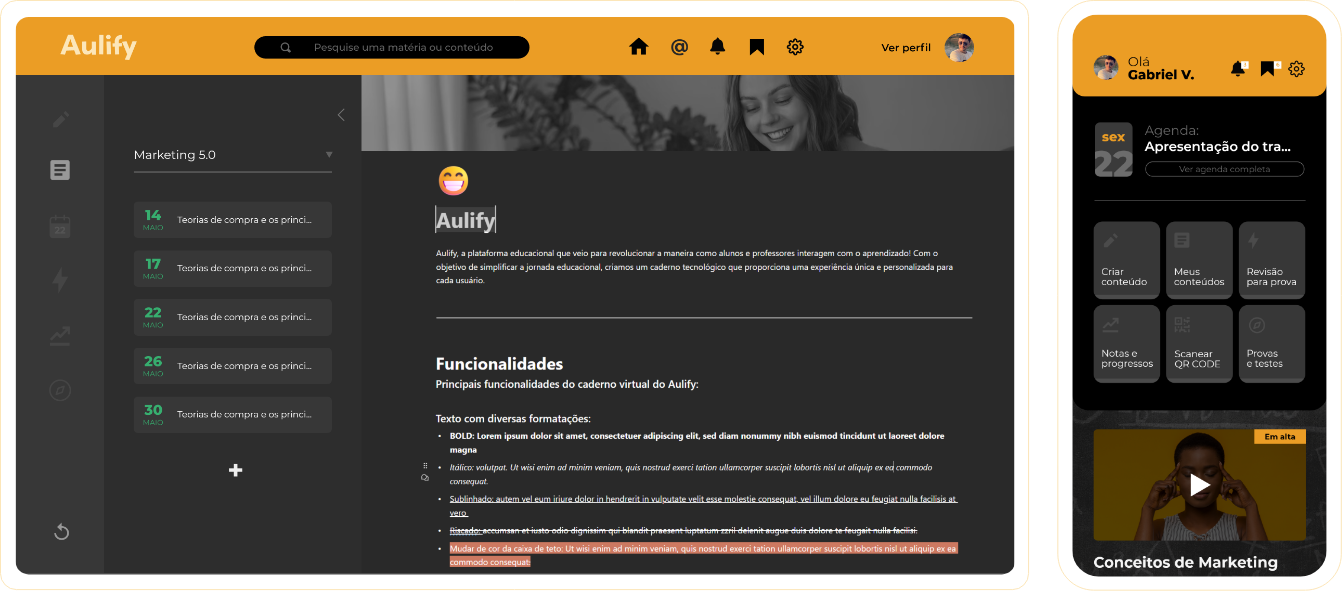 Aulify
Pesquise uma matéria ou conteúdo
@
Ver perfil
22
Marketing 5.0
14
MAIO
Teorias de compra e os princi...
17
MAIO
Teorias de compra e os princi...
22
MAIO
Teorias de compra e os princi...
26
MAIO
Teorias de compra e os princi...
30
MAIO
Teorias de compra e os princi...
Aulify
Aulify, a plataforma educacional que veio para revolucionar a maneira como alunos e professores interagem com o aprendizado! Com o
objetivo de simplificar a jornada educacional, criamos um caderno tecnológico que proporciona uma experiência única e personalizada para
cada usuário.
Funcionalidades
Principais funcionalidades do caderno virtual do Aulify:
Texto com diversas formatações:
• BOLD: Lorem ipsum dolor sit amet, consectetuer adipiscing elit, sed diam nonummy nibh euismod tincidunt ut laoreet dolore
magna
• Itálico: volutpat. Ut wisi enim ad minim veniam, quis nostrud exerci tation ullamcorper suscipit lobortis nisl ut aliquip ex ea commodo
consequat.
• Sublinhado: autem vel eum iriure dolor in hendrerit in vulputate velit esse molestie consequat, vel illum dolore eu feugiat nulla facilisis at
vero
• Riscado: accumsan et iusto odio dignissim qui blandit praesent luptatum zzril delenit augue duis dolore te feugait nulla facilisi.
• Mudar de cor da caixa de teto: Ut wisi enim ad minim veniam, quis nostrud exerci tation ullamcorper suscipit lobortis nisl ut aliquip ex ea
commodo consequat:
Olá
Gabriel V.
sex
22
Agenda:
Apresentação do tra...
Ver agenda completa
Criar
conteúdo
Meus
conteúdos
Revisão
para prova
Notas e
progressos
Scanear
QR CODE
Provas
e testes
Em alta
Conceitos de Marketing